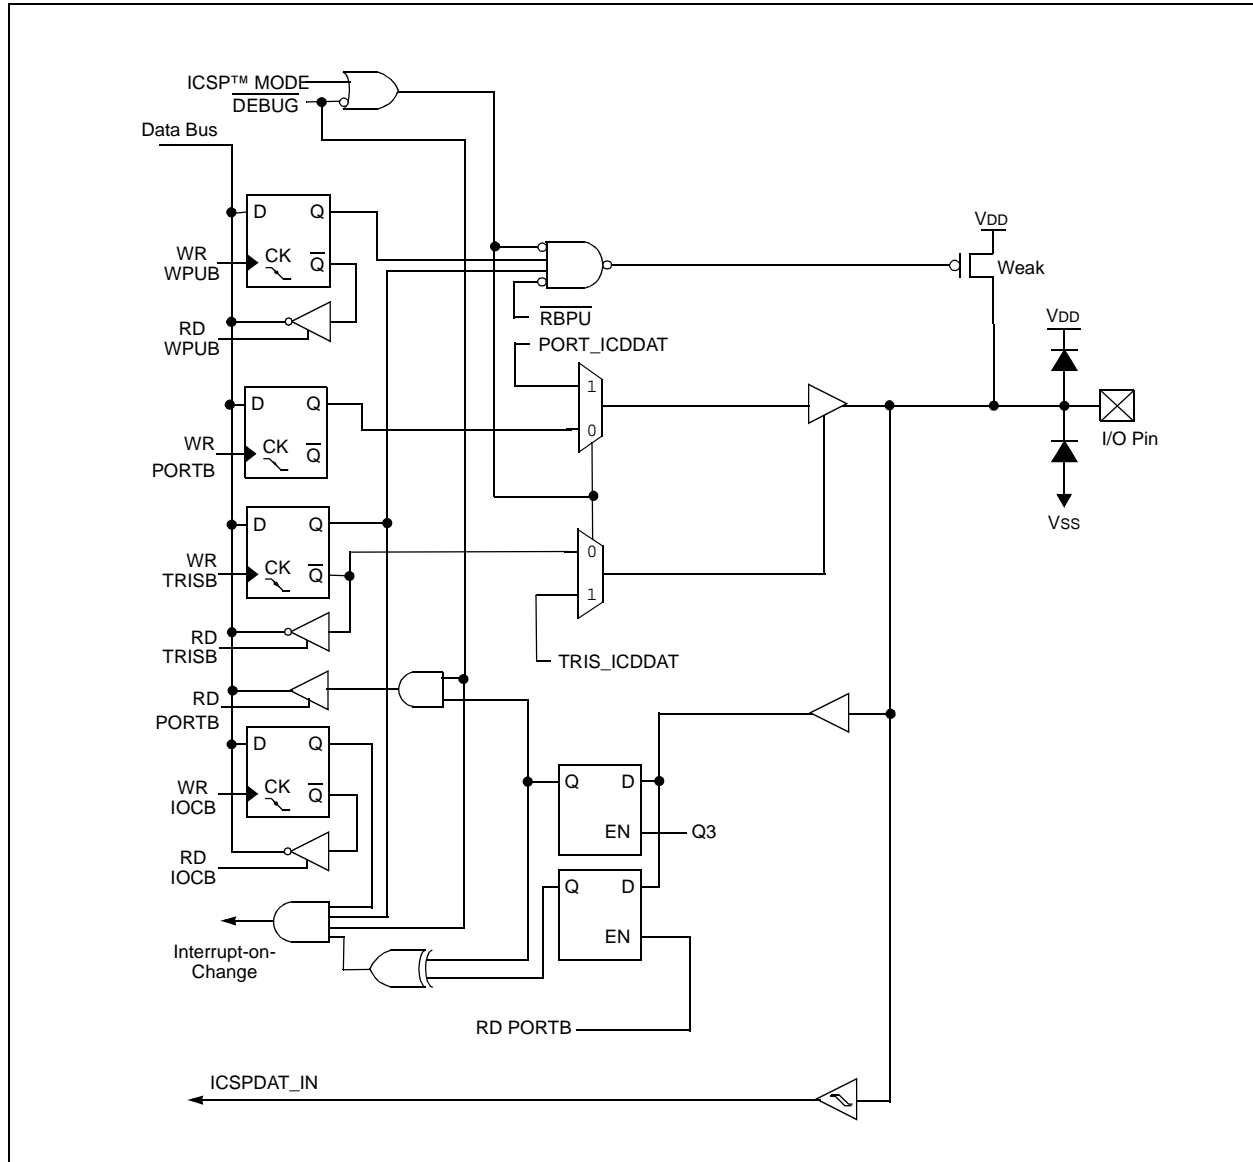 ICSP™ MODE
DEBUG
Data Bus
D Q
WR
WPUB
CK Q
RD
WPUB
VDD
Weak
RBPU
PORT_ICDDAT
VDD
1
0
D Q
WR
PORTB
CK Q
I/O Pin
VSS
D Q
WR
TRISB
CK Q
0
1
RD
TRISB
TRIS_ICDDAT
RD
PORTB
D Q
WR
IOCB
CK Q
Q D
EN
Q3
RD
IOCB
Q D
EN
Interrupt-on-
Change
RD PORTB
ICSPDAT_IN